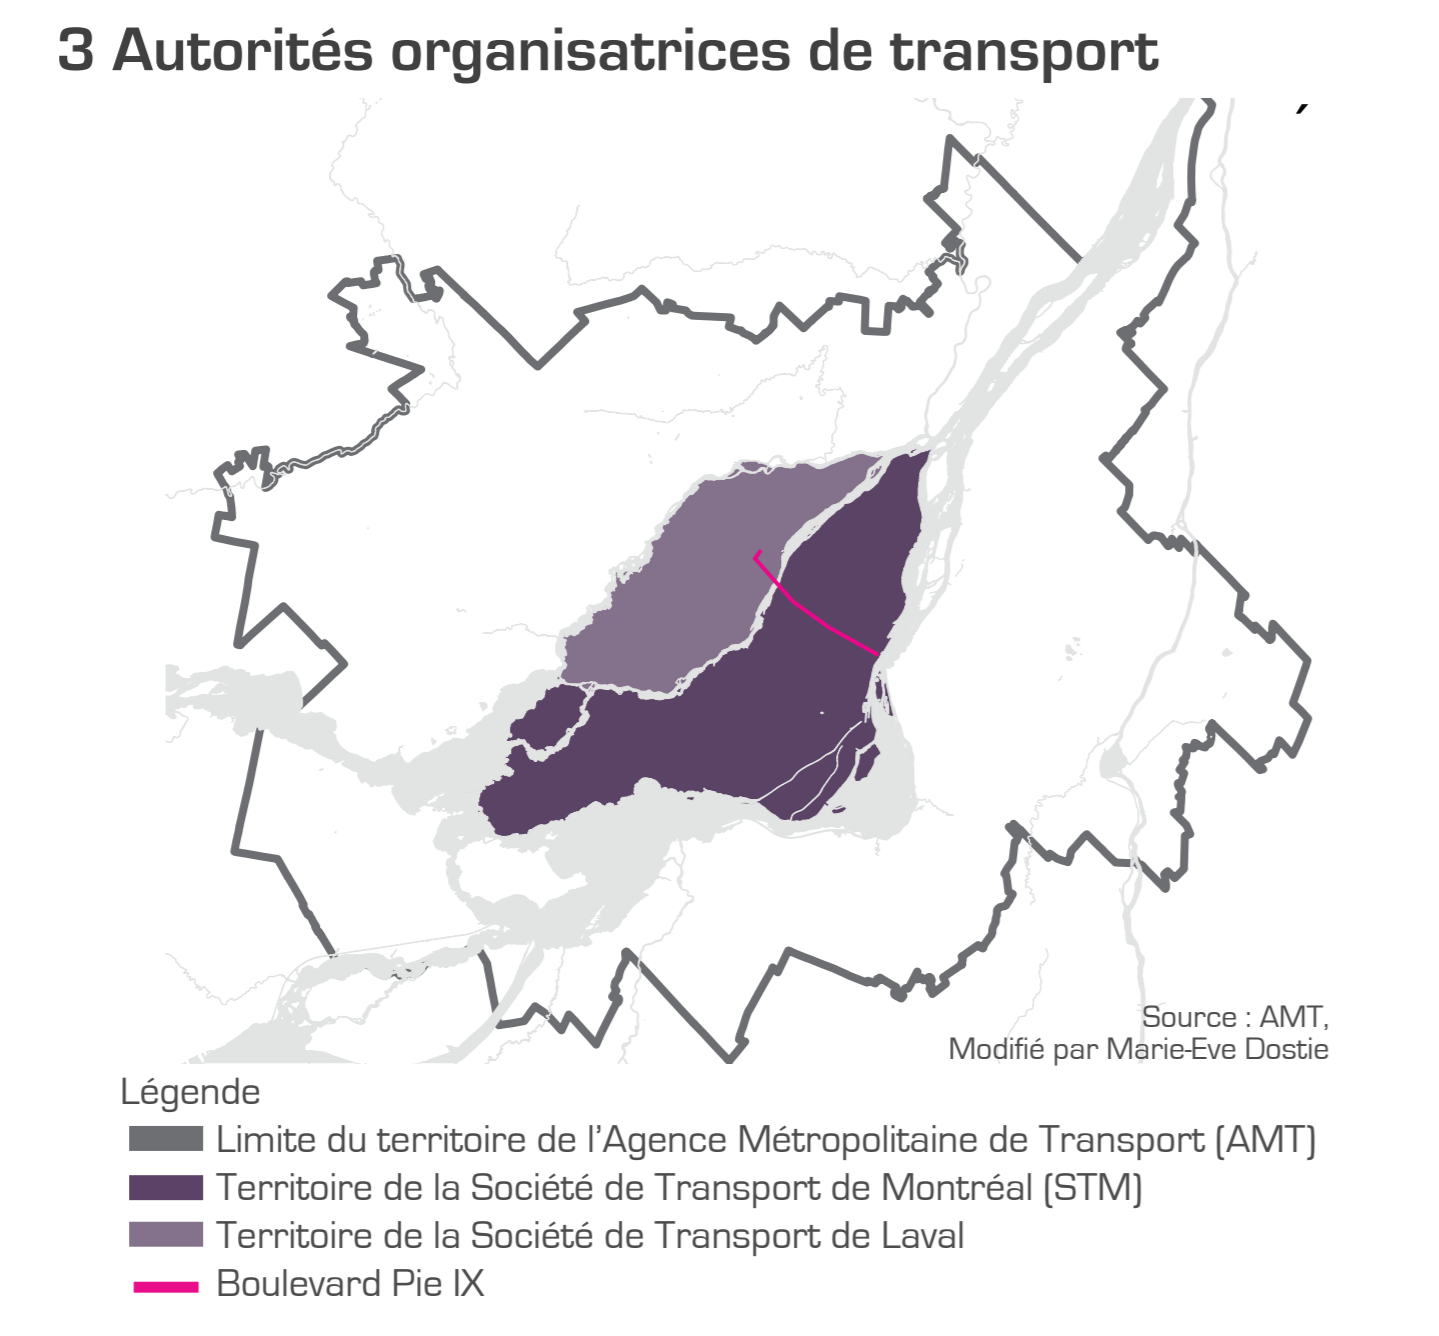 3 Autorités organisatrices de transport
Source : AMT,
Modifié par Marie-Eve Dostie
Légende
Limite du territoire de l'Agence Métropolitaine de Transport (AMT)
Territoire de la Société de Transport de Montréal (STM)
Territoire de la Société de Transport de Laval
Boulevard Pie IX